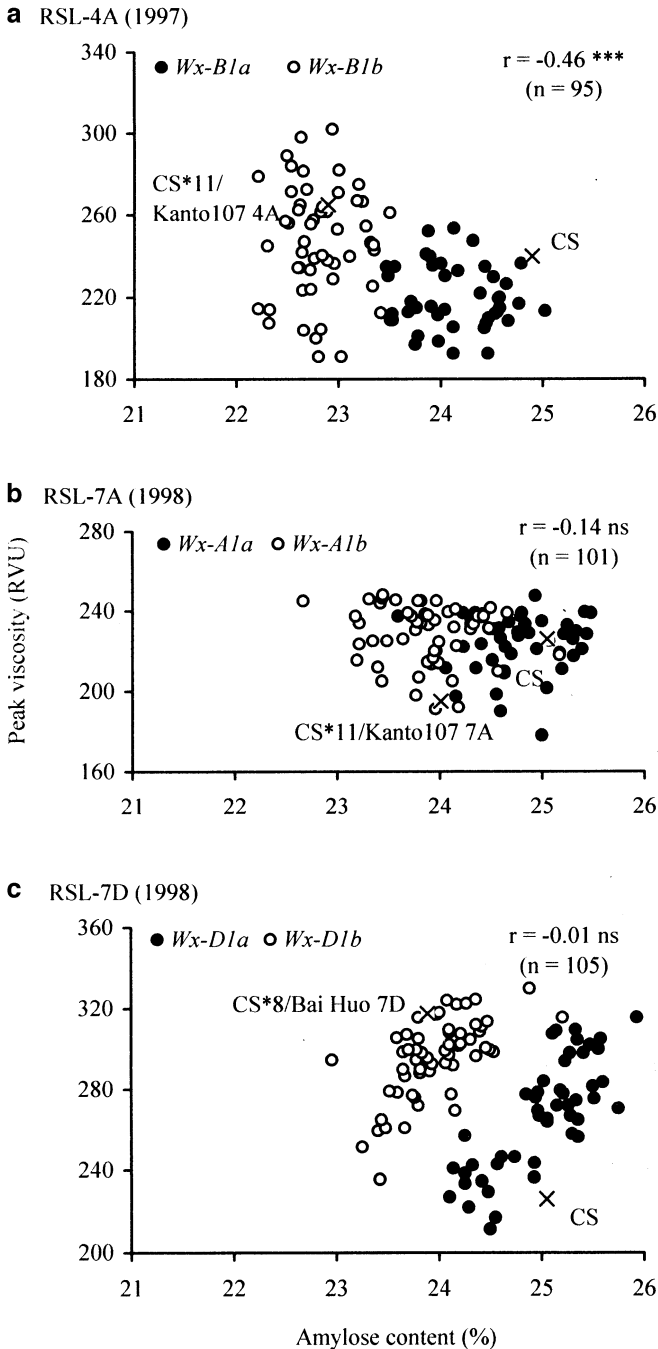 a RSL-4A (1997)
340
300
260
220
180
Wx-B1a Wx-B1b
r = -0.46 ***
(n = 95)
CS*11/
Kanto107 4A
CS
21 22 23 24 25 26
b RSL-7A (1998)
280
240
200
160
Wx-A1a Wx-A1b
r = -0.14 ns
(n = 101)
CS
CS*11/Kanto107 7A
21 22 23 24 25 26
Peak viscosity (RVU)
c RSL-7D (1998)
360
320
280
240
200
Wx-D1a Wx-D1b
r = -0.01 ns
(n = 105)
CS*8/Bai Huo 7D
CS
21 22 23 24 25 26
Amylose content (%)